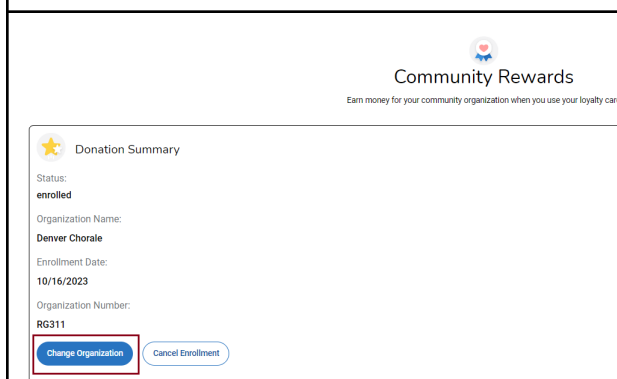 Community Rewards
Earn money for your community organization when you use your loyalty
Donation Summary
Status:
enrolled
Organization Name:
Denver Chorale
Enrollment Date:
10/16/2023
Organization Number:
RG311
Change Organization Cancel Enrollment